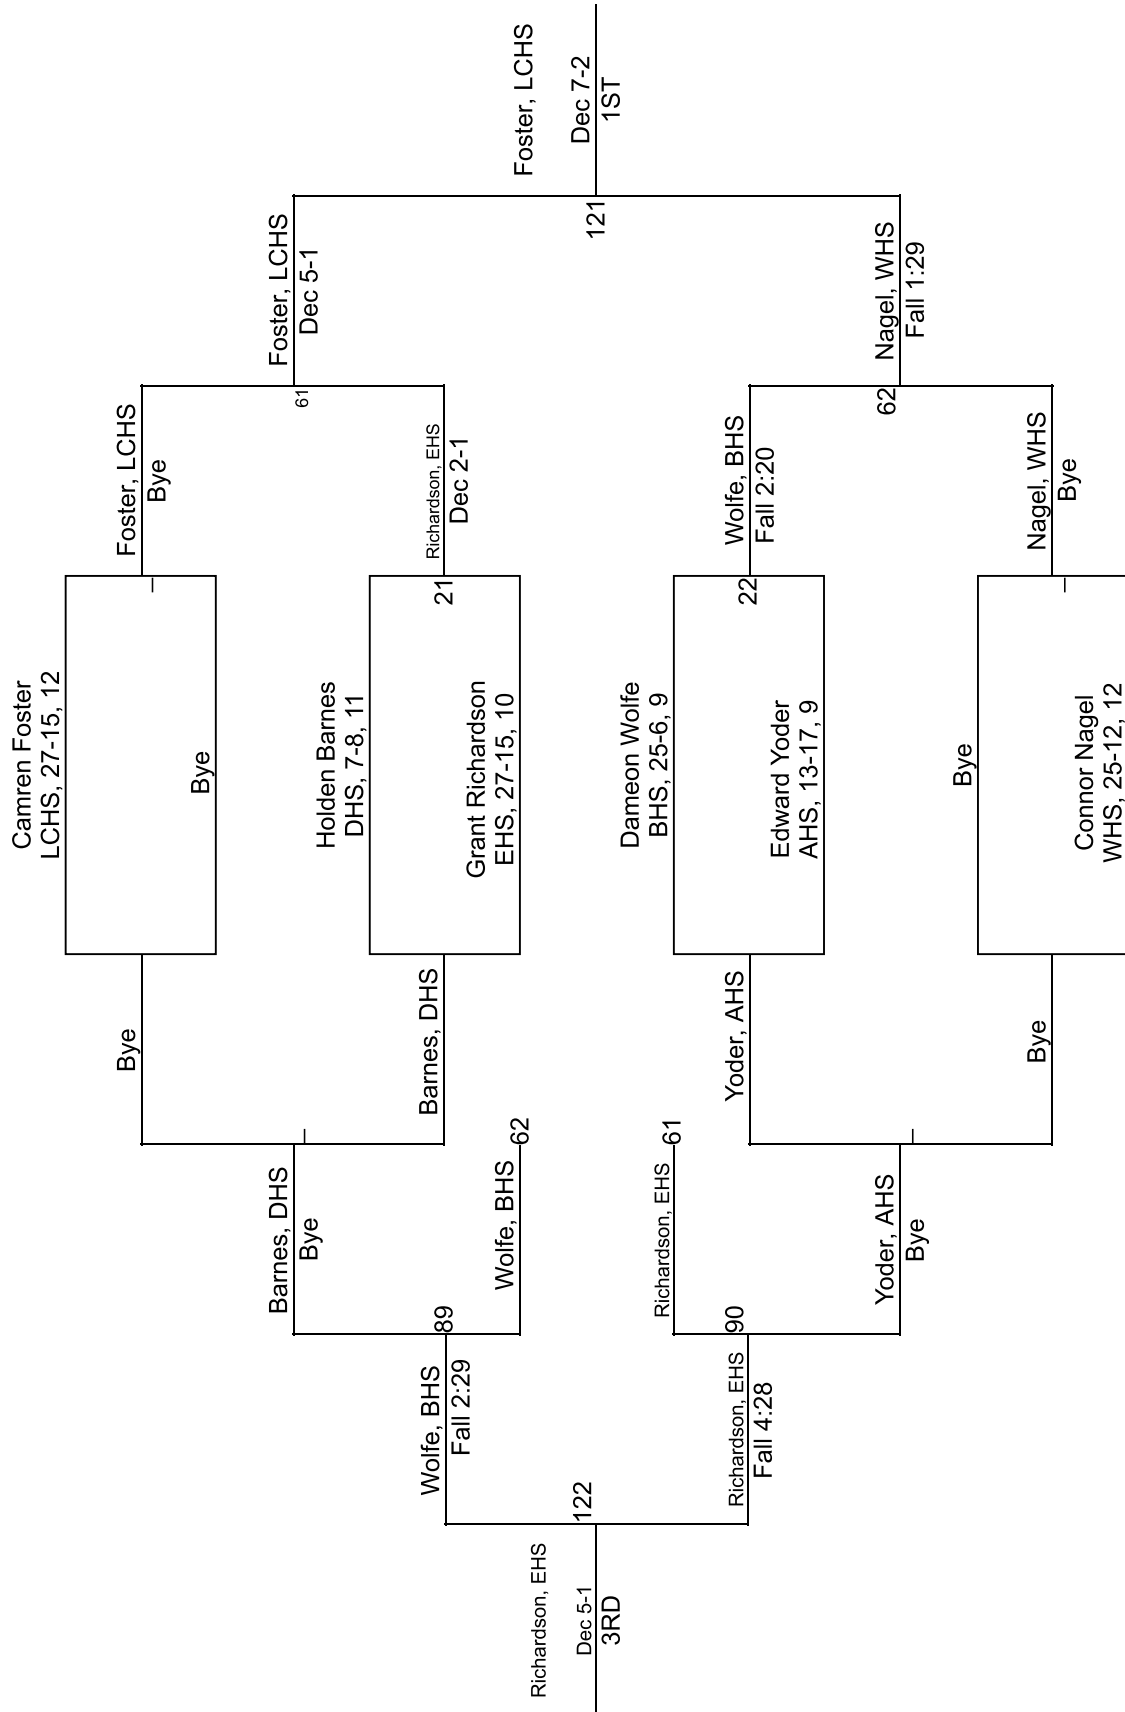 Camren Foster
LCHS, 27-15, 12
Bye
Holden Barnes
DHS, 7-8, 11
Grant Richardson
EHS, 27-15, 10
Dameon Wolfe
BHS, 25-6, 9
Edward Yoder
AHS, 13-17, 9
Bye
Connor Nagel
WHS, 25-12, 12
Foster, LCHS
Bye
21
Richardson, EHS
Dec 2-1
22
Wolfe, BHS
Fall 2:20
Nagel, WHS
Bye
61
Foster, LCHS
Dec 5-1
62
Nagel, WHS
Fall 1:29
121
Foster, LCHS
Dec 7-2
1ST
Bye
Barnes, DHS
Yoder, AHS
Bye
Barnes, DHS
Bye
Wolfe, BHS
62
Richardson, EHS
61
Yoder, AHS
Bye
89
Wolfe, BHS
Fall 2:29
90
Richardson, EHS
Fall 4:28
122
Richardson, EHS
Dec 5-1
3RD